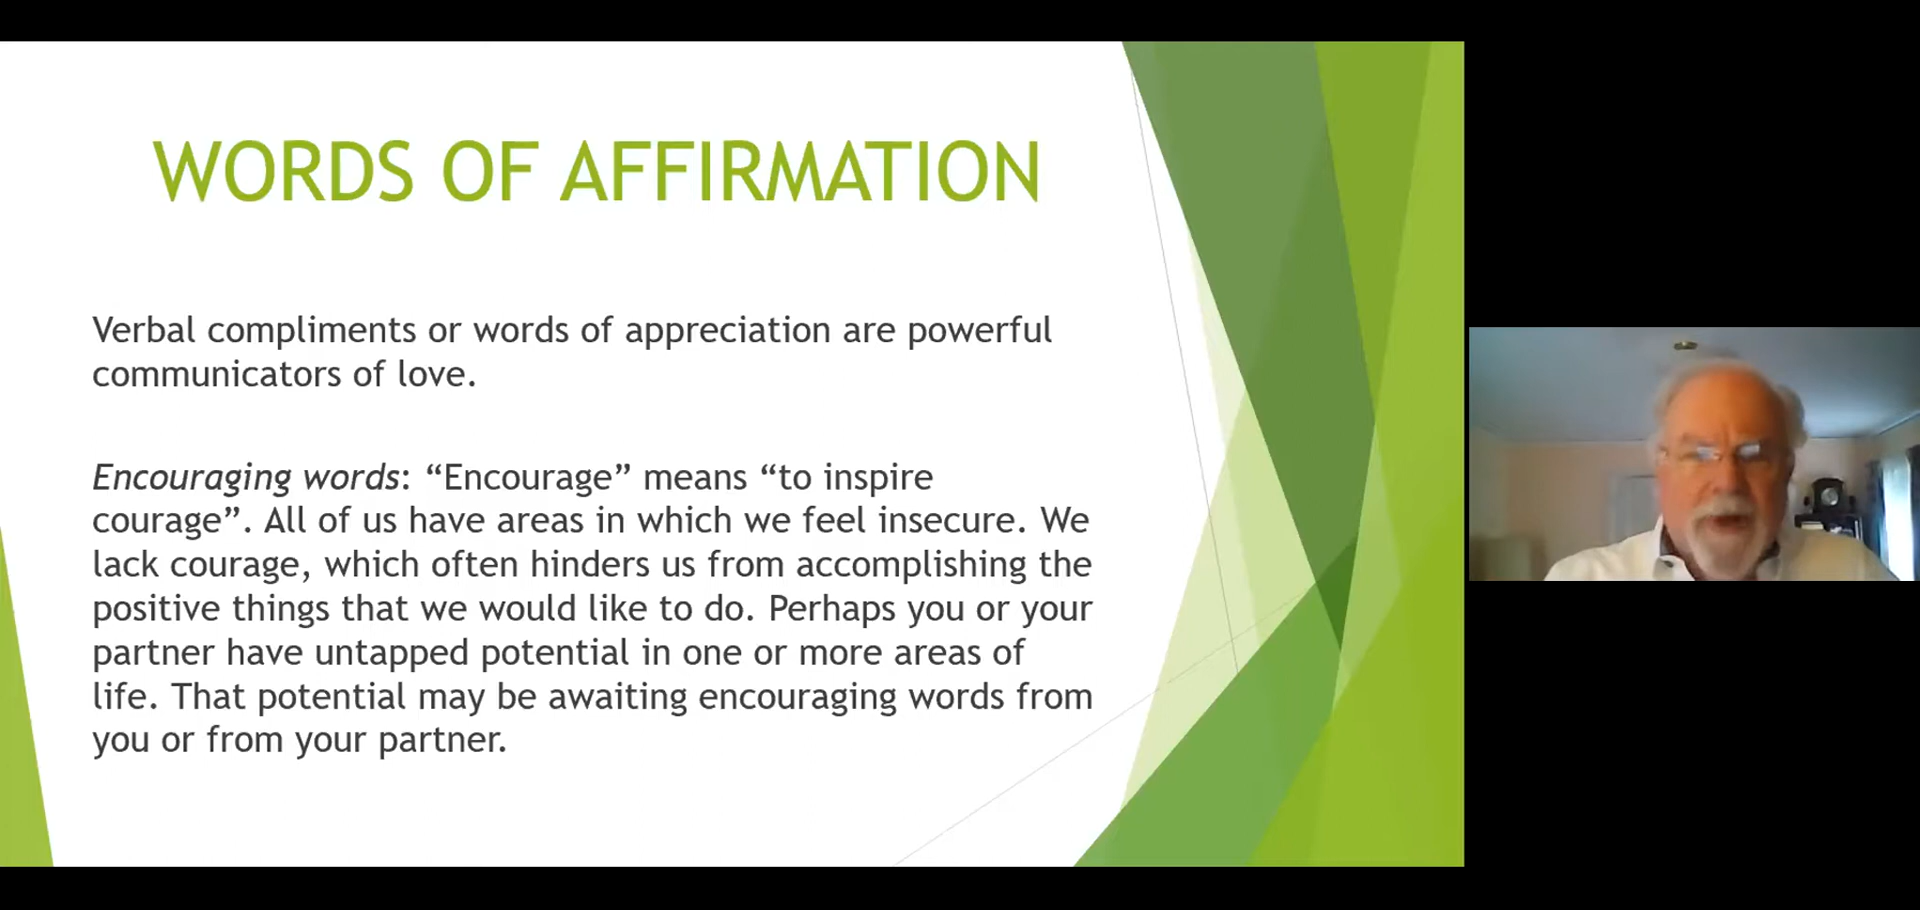 WORDS OF AFFIRMATION
Verbal compliments or words of appreciation are powerful
communicators of love.
Encouraging words: “Encourage” means “to inspire
courage”. All of us have areas in which we feel insecure. We
lack courage, which often hinders us from accomplishing the
positive things that we would like to do. Perhaps you or your
partner have untapped potential in one or more areas of
life. That potential may be awaiting encouraging words from
you or from your partner.